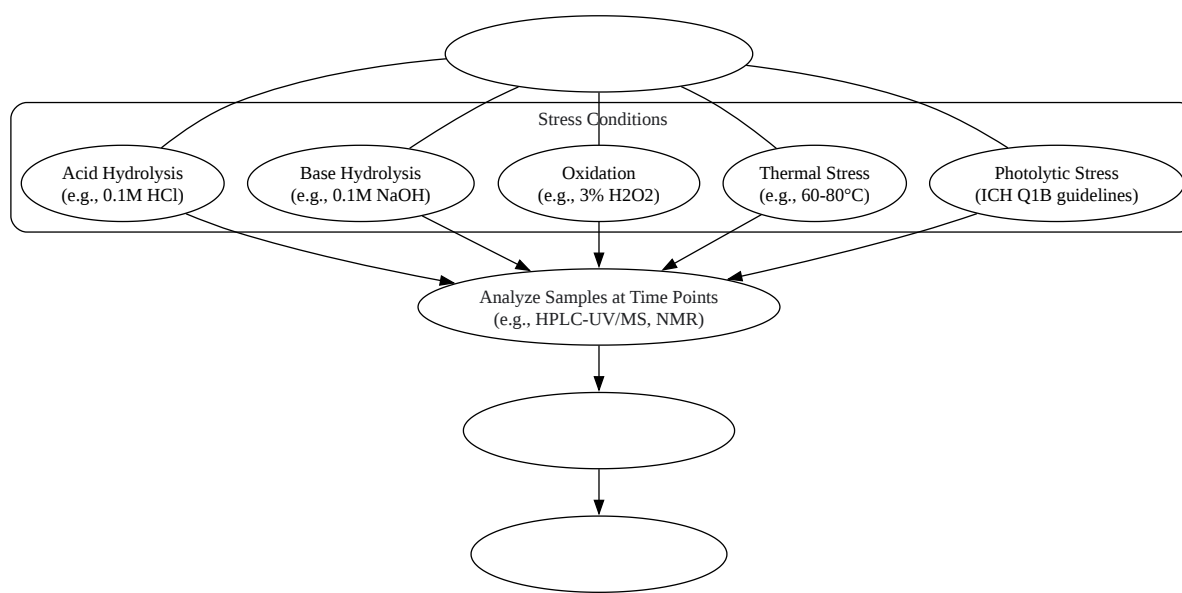 Stress Conditions
Acid Hydrolysis
(e.g., 0.1M HCl)
Base Hydrolysis
(e.g., 0.1M NaOH)
Oxidation
(e.g., 3% H2O2)
Thermal Stress
(e.g., 60-80°C)
Photolytic Stress
(ICH Q1B guidelines)
Analyze Samples at Time Points
(e.g., HPLC-UV/MS, NMR)